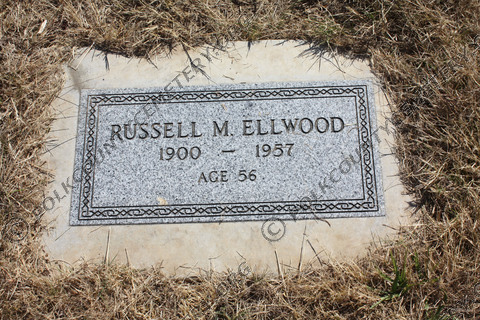 RUSSELL M. ELLWOOD
1900 – 1957
AGE 56